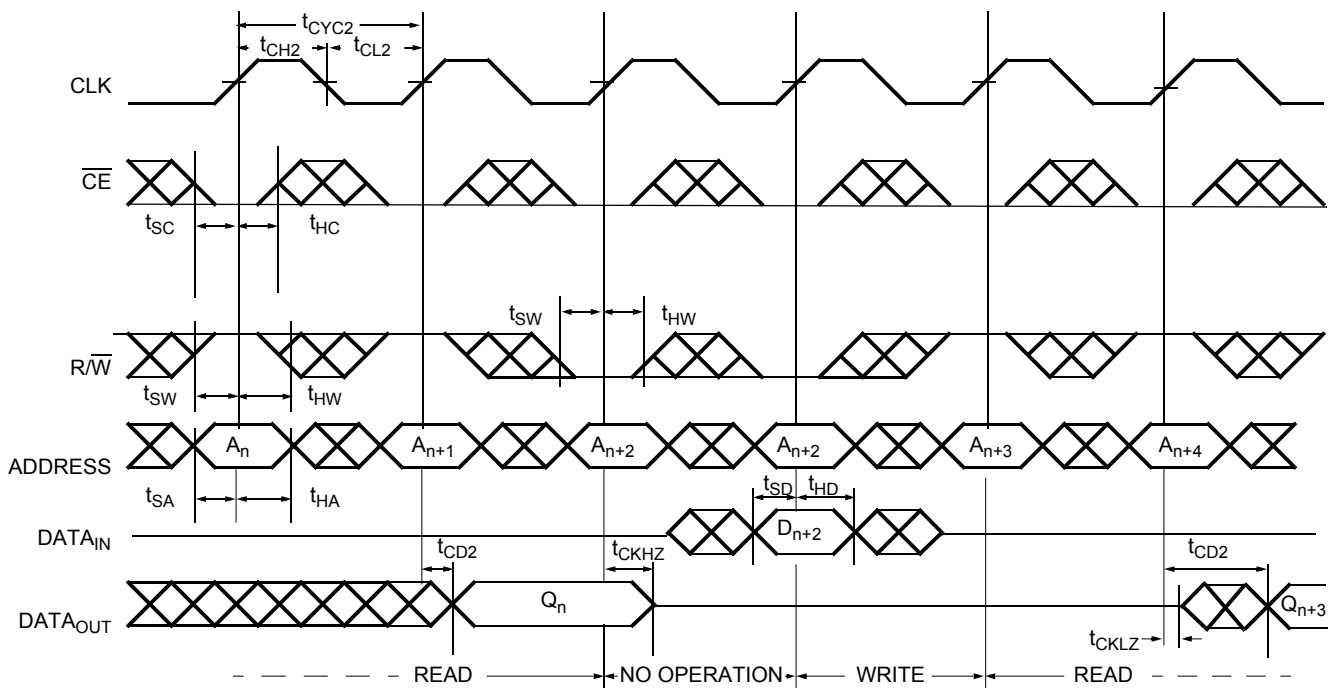 tCYC2
tCH2 tCL2
CLK
CE
tSC tHC
tSW tHW
R/W
tSW tHW
An An+1 An+2 An+2 An+3 An+4
ADDRESS
tSA tHA
tSD tHD
DATAIN
Dn+2
tCD2 tCKHZ tCD2
DATAOUT
Qn Qn+3
tCKLZ
READ NO OPERATION WRITE READ